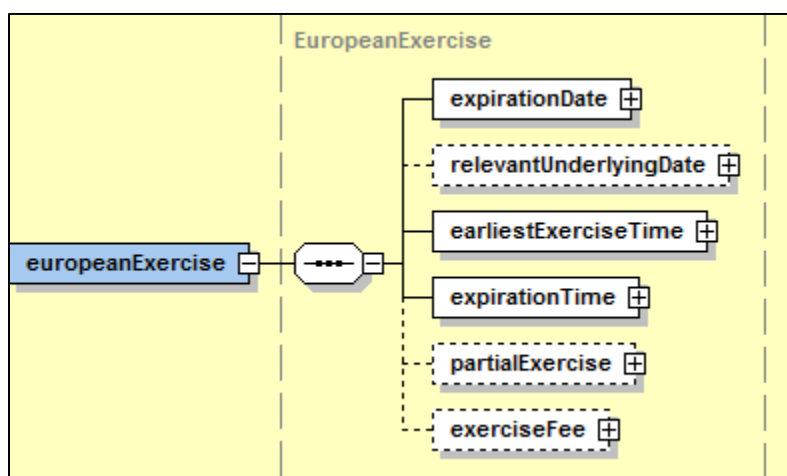 EuropeanExercise
expirationDate
relevantUnderlyingDate
earliestExerciseTime
europeanExercise
expirationTime
partialExercise
exerciseFee